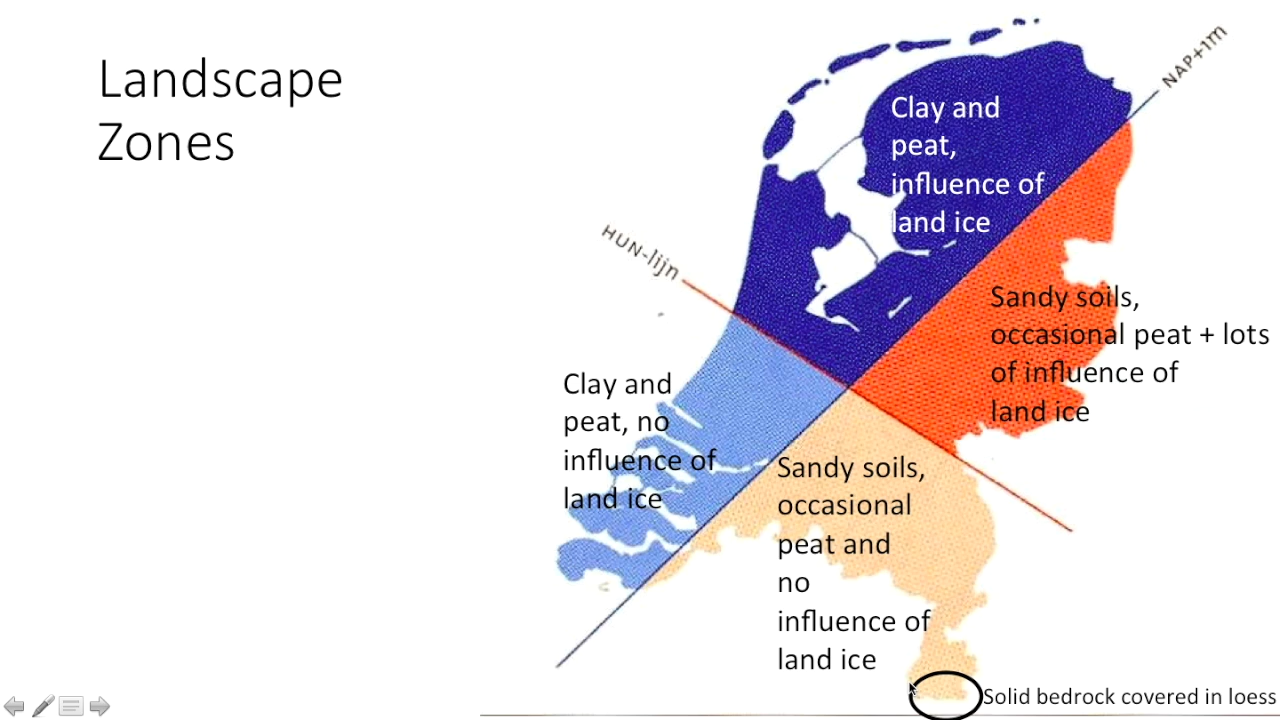 Landscape
Zones
NAP+1m
Clay and
peat,
influence of
land ice
HUN-lijn
Sandy soils,
occasional peat + lots
of influence of
land ice
Clay and
peat, no
influence of
land ice
Sandy soils,
occasional
peat and
no
influence of
land ice
Solid bedrock covered in loess